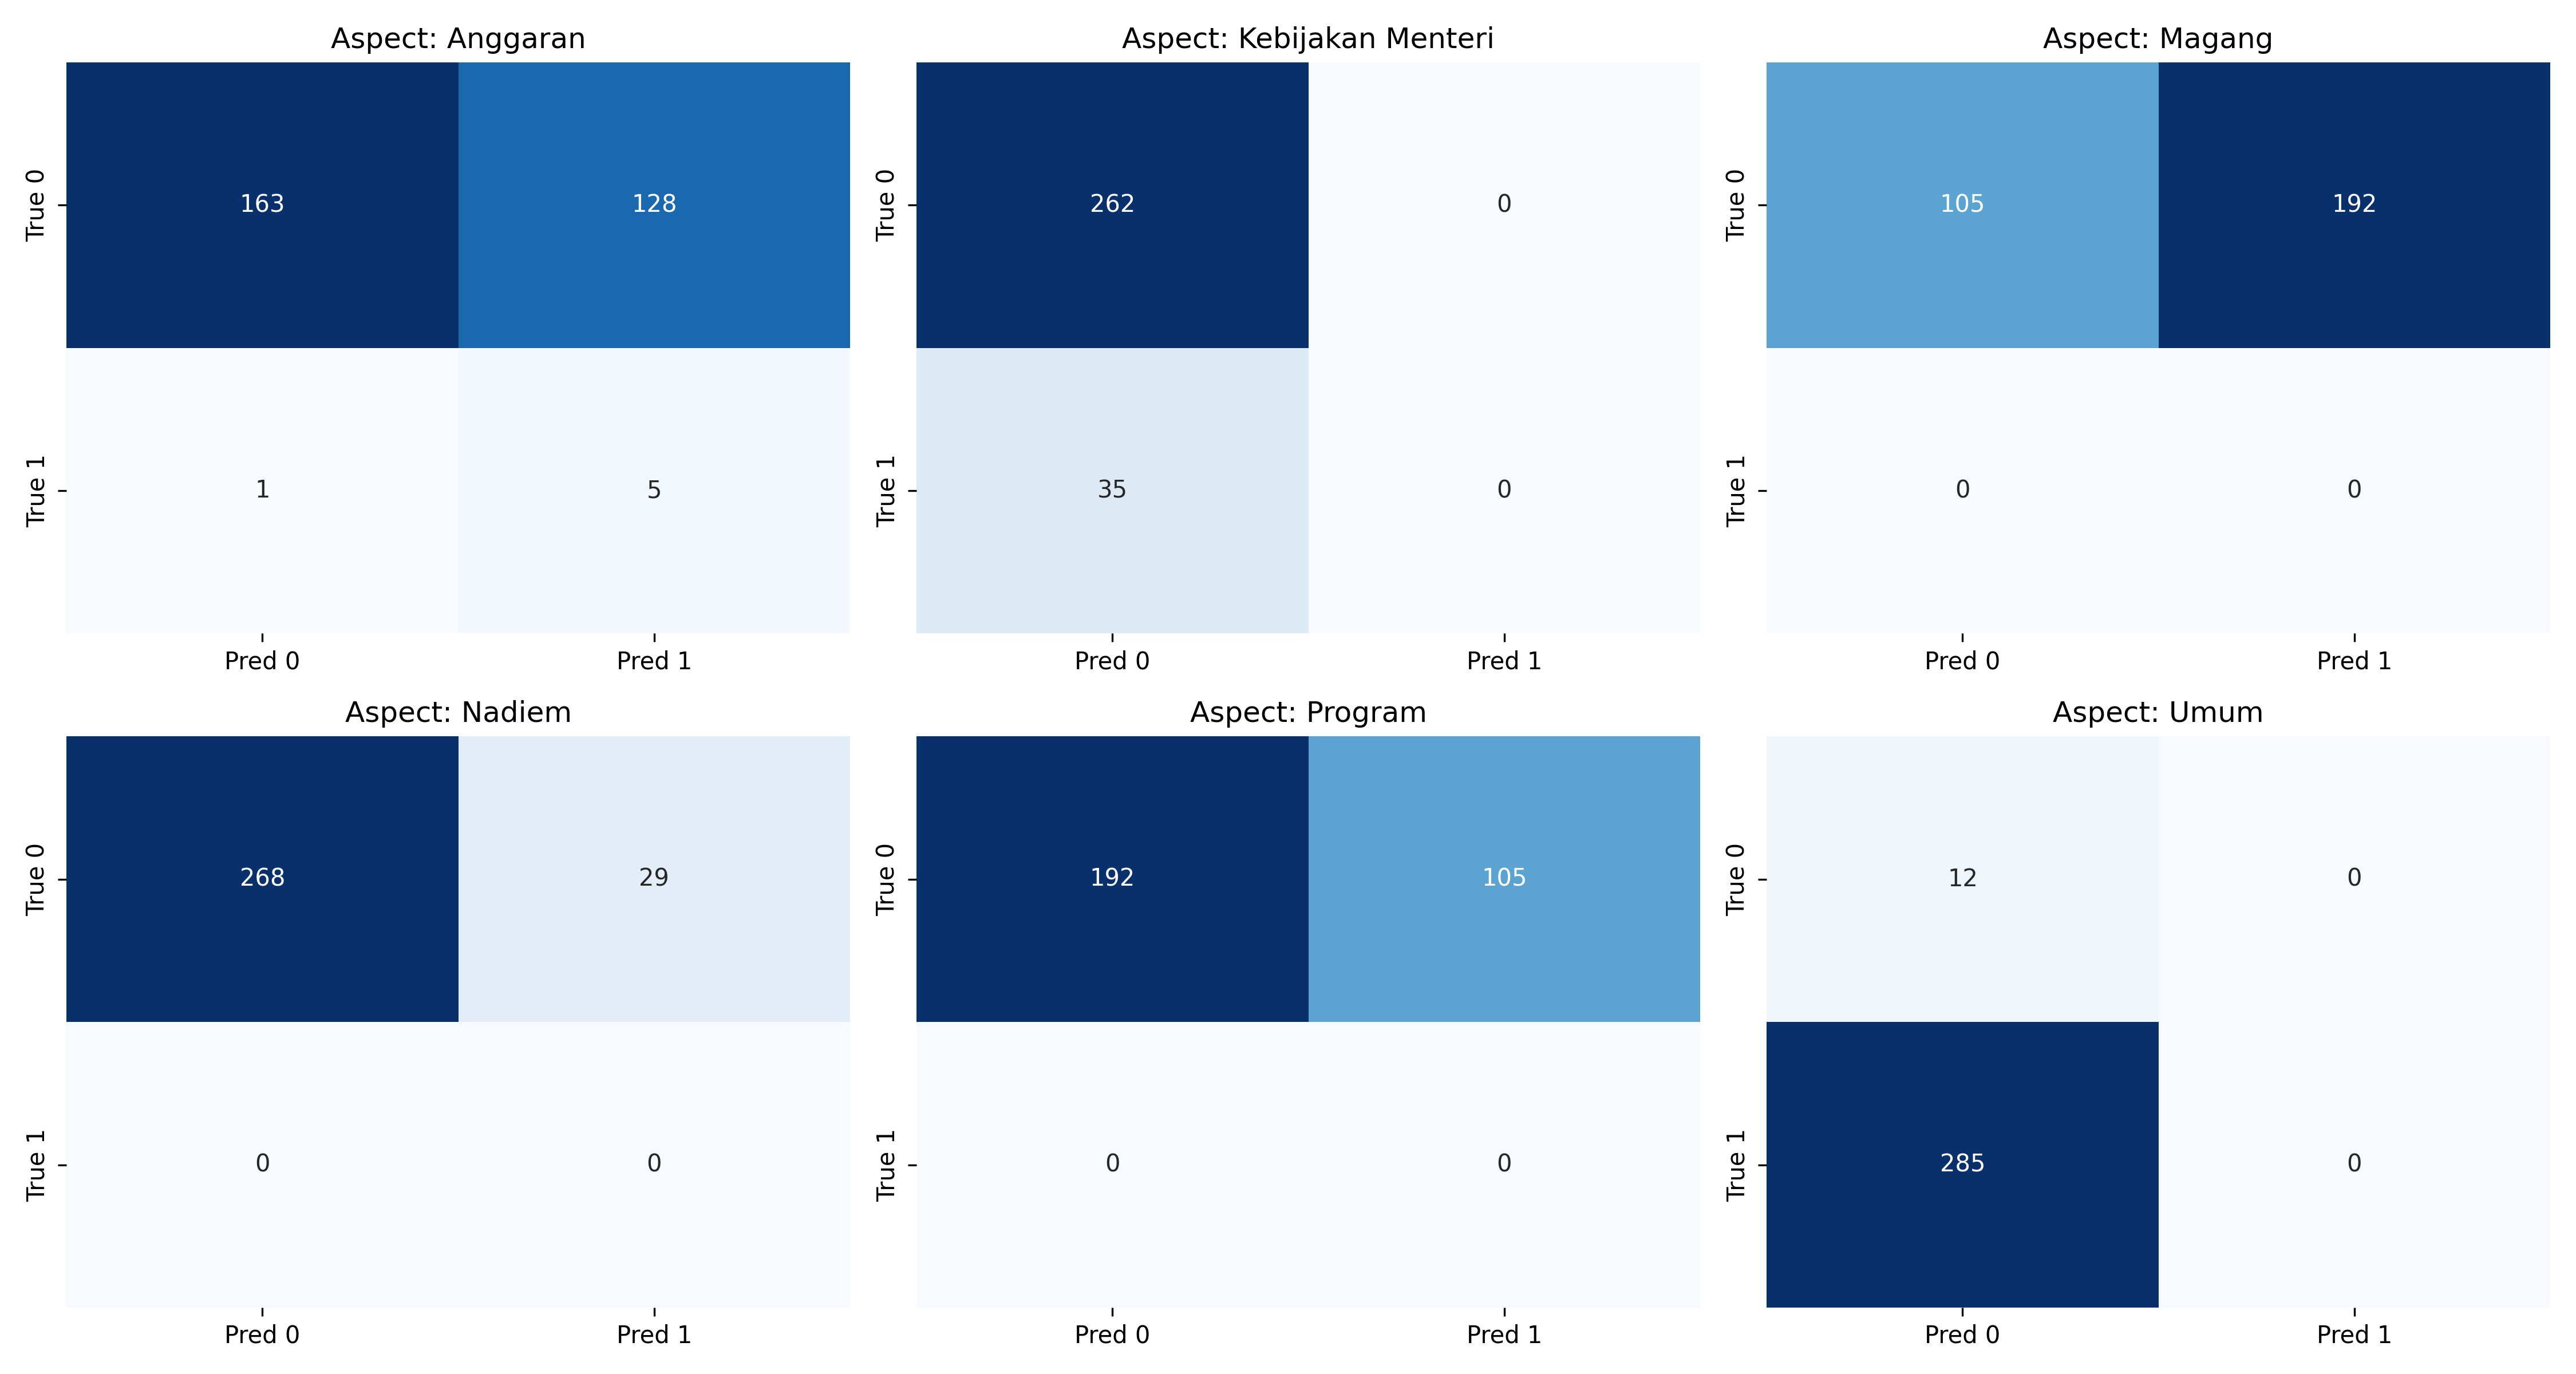 Aspect: Anggaran
True 0
163
128
True 1
1
5
Pred 0
Pred 1
Aspect: Kebijakan Menteri
True 0
262
0
True 1
35
0
Pred 0
Pred 1
Aspect: Magang
True 0
105
192
True 1
0
0
Pred 0
Pred 1
Aspect: Nadiem
True 0
268
29
True 1
0
0
Pred 0
Pred 1
Aspect: Program
True 0
192
105
True 1
0
0
Pred 0
Pred 1
Aspect: Umum
True 0
12
0
True 1
285
0
Pred 0
Pred 1